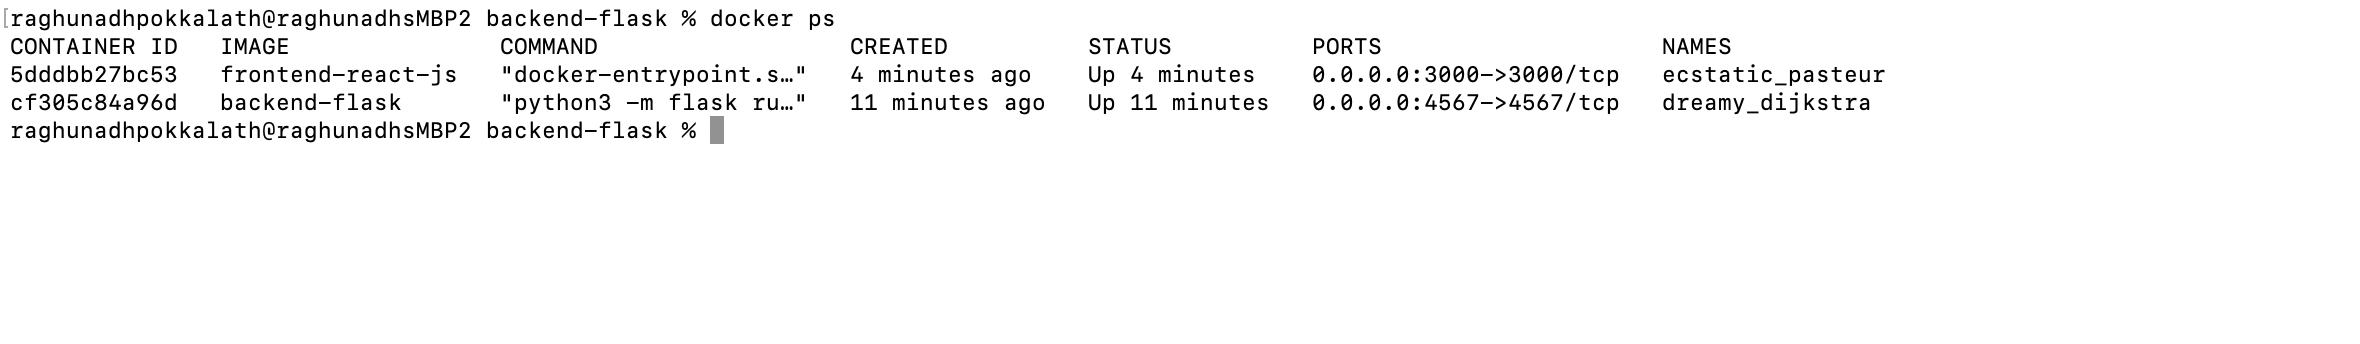 raghunadhpokkalath@raghunadhsMBP2 backend-flask % docker ps
CONTAINER ID   IMAGE               COMMAND                  CREATED          STATUS          PORTS                    NAMES
5dddbb27bc53   frontend-react-js   "docker-entrypoint.s…"   4 minutes ago    Up 4 minutes    0.0.0.0:3000->3000/tcp   ecstatic_pasteur
cf305c84a96d   backend-flask       "python3 -m flask ru…"   11 minutes ago   Up 11 minutes   0.0.0.0:4567->4567/tcp   dreamy_dijkstra
raghunadhpokkalath@raghunadhsMBP2 backend-flask %